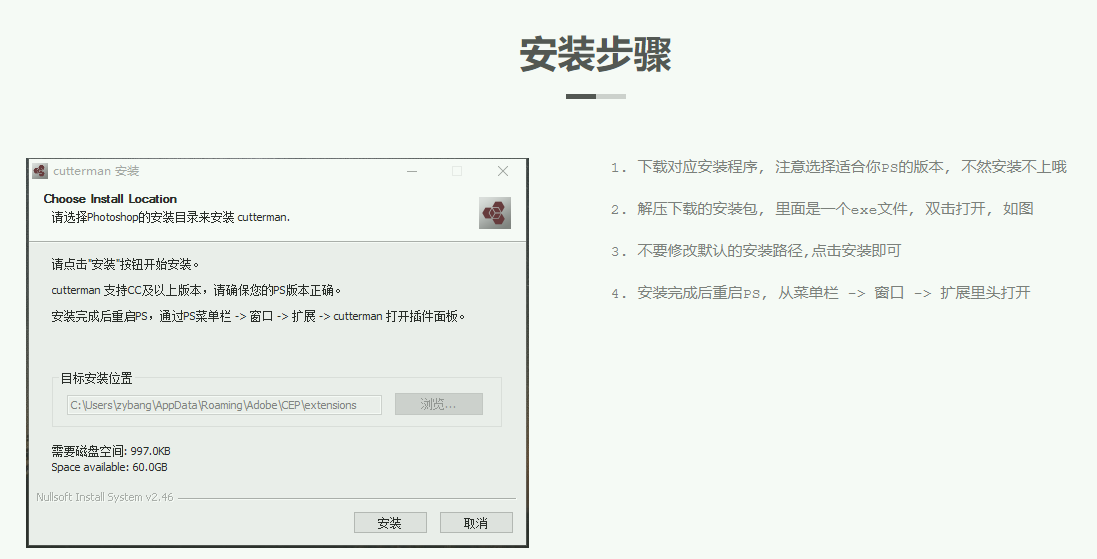 安装步骤
cutterman 安装
Choose Install Location
请选择Photoshop的安装目录来安装 cutterman.
请点击"安装"按钮开始安装。
cutterman 支持CC及以上版本，请确保您的PS版本正确。
安装完成后重启PS，通过PS菜单栏 -> 窗口 -> 扩展 -> cutterman 打开插件面板。
目标安装位置
C:\Users\zybang\AppData\Roaming\Adobe\CEP\extensions
浏览...
需要磁盘空间: 997.0KB
Space available: 60.0GB
Nullsoft Install System v2.46
安装 取消
1. 下载对应安装程序, 注意选择适合你PS的版本, 不然安装不上哦
2. 解压下载的安装包, 里面是一个exe文件, 双击打开, 如图
3. 不要修改默认的安装路径,点击安装即可
4. 安装完成后重启PS, 从菜单栏 -> 窗口 -> 扩展里头打开